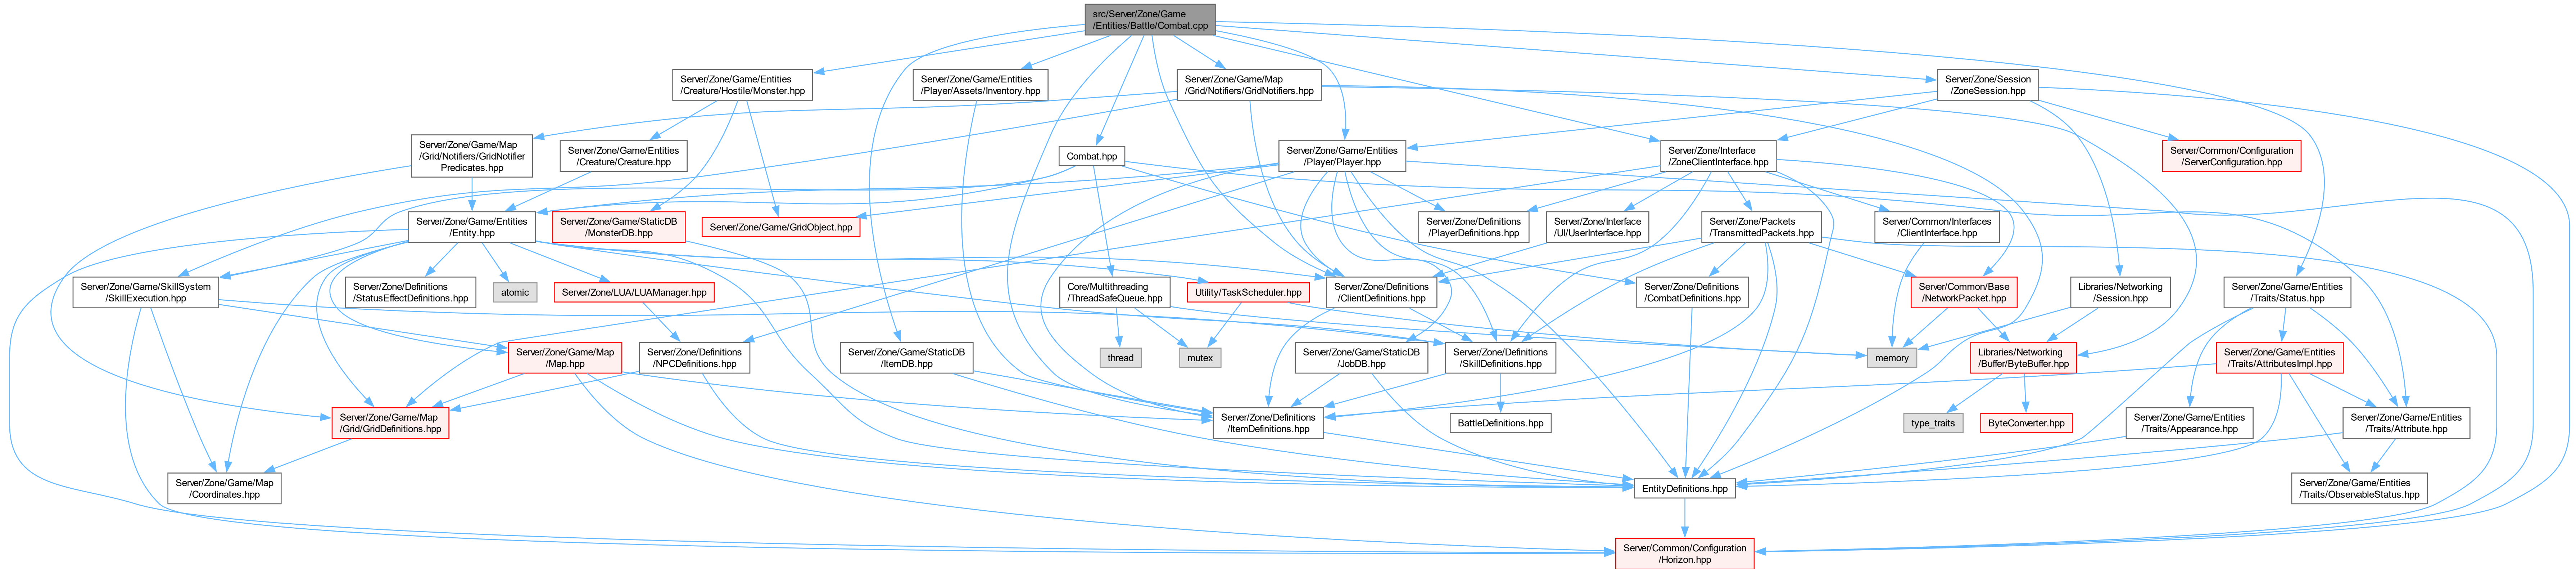 src/Server/Zone/Game
/Entities/Battle/Combat.cpp
Server/Zone/Game/Entities
/Creature/Hostile/Monster.hpp
Server/Zone/Game/Entities
/Player/Assets/Inventory.hpp
Server/Zone/Game/Map
/Grid/Notifiers/GridNotifiers.hpp
Server/Zone/Session
/ZoneSession.hpp
Server/Zone/Game/Map
/Grid/Notifiers/GridNotifier
Predicates.hpp
Server/Zone/Game/Entities
/Creature/Creature.hpp
Combat.hpp
Server/Zone/Game/Entities
/Player/Player.hpp
Server/Zone/Interface
/ZoneClientInterface.hpp
Server/Common/Configuration
/ServerConfiguration.hpp
Server/Zone/Game/Entities
/Entity.hpp
Server/Zone/Game/StaticDB
/MonsterDB.hpp
Server/Zone/Game/GridObject.hpp
Server/Zone/Definitions
/PlayerDefinitions.hpp
Server/Zone/Interface
/UI/UserInterface.hpp
Server/Zone/Packets
/TransmittedPackets.hpp
Server/Common/Interfaces
/ClientInterface.hpp
Server/Zone/Game/SkillSystem
/SkillExecution.hpp
Server/Zone/Definitions
/StatusEffectDefinitions.hpp
atomic
Server/Zone/LUA/LUAManager.hpp
Core/Multithreading
/ThreadSafeQueue.hpp
Utility/TaskScheduler.hpp
Server/Zone/Definitions
/ClientDefinitions.hpp
Server/Zone/Definitions
/CombatDefinitions.hpp
Server/Common/Base
/NetworkPacket.hpp
Libraries/Networking
/Session.hpp
Server/Zone/Game/Entities
/Traits/Status.hpp
Server/Zone/Game/Map
/Map.hpp
Server/Zone/Definitions
/NPCDefinitions.hpp
Server/Zone/Game/StaticDB
/ItemDB.hpp
thread
mutex
Server/Zone/Game/StaticDB
/JobDB.hpp
Server/Zone/Definitions
/SkillDefinitions.hpp
memory
Libraries/Networking
/Buffer/ByteBuffer.hpp
Server/Zone/Game/Entities
/Traits/AttributesImpl.hpp
Server/Zone/Game/Map
/Grid/GridDefinitions.hpp
Server/Zone/Definitions
/ItemDefinitions.hpp
BattleDefinitions.hpp
type_traits
ByteConverter.hpp
Server/Zone/Game/Entities
/Traits/Appearance.hpp
Server/Zone/Game/Entities
/Traits/Attribute.hpp
Server/Zone/Game/Map
/Coordinates.hpp
EntityDefinitions.hpp
Server/Zone/Game/Entities
/Traits/ObservableStatus.hpp
Server/Common/Configuration
/Horizon.hpp